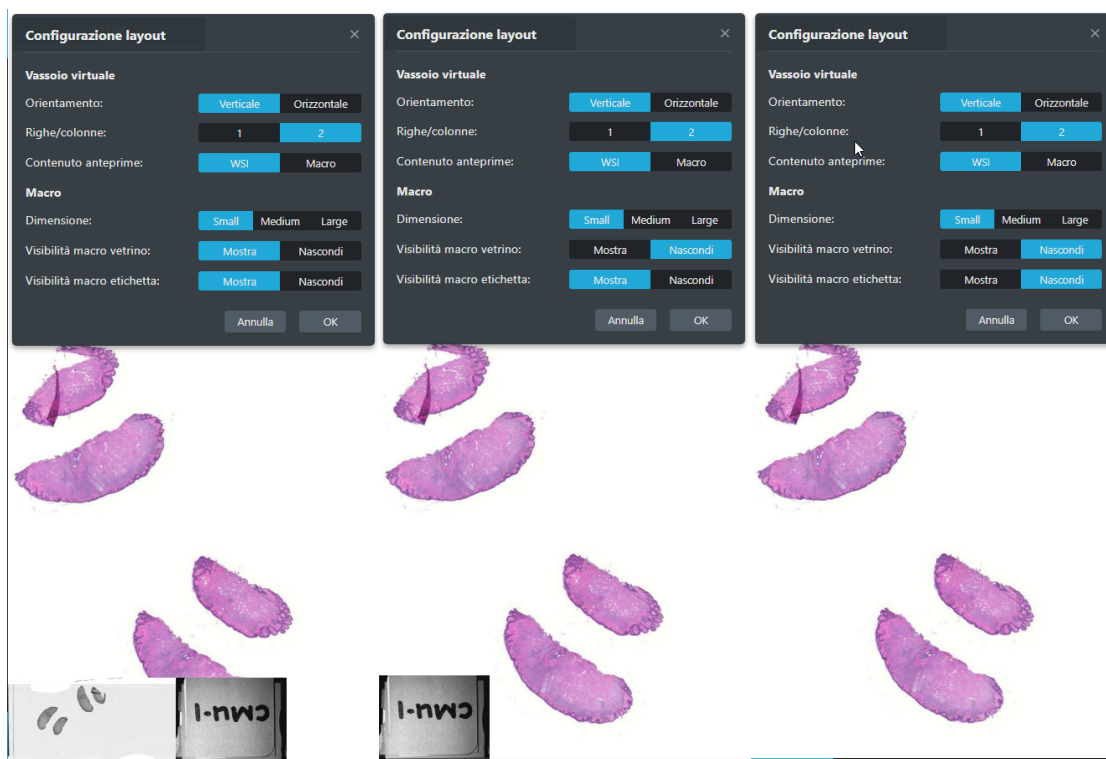 Configurazione layout ×
Vassoio virtuale
Orientamento: Verticale Orizzontale
Righe/colonne: 1 2
Contenuto anteprime: WSI Macro
Macro
Dimensione: Small Medium Large
Visibilità macro vetrino: Mostra Nascondi
Visibilità macro etichetta: Mostra Nascondi
Annulla OK
CMU-1
Configurazione layout ×
Vassoio virtuale
Orientamento: Verticale Orizzontale
Righe/colonne: 1 2
Contenuto anteprime: WSI Macro
Macro
Dimensione: Small Medium Large
Visibilità macro vetrino: Mostra Nascondi
Visibilità macro etichetta: Mostra Nascondi
Annulla OK
CMU-1
Configurazione layout ×
Vassoio virtuale
Orientamento: Verticale Orizzontale
Righe/colonne: 1 2
Contenuto anteprime: WSI Macro
Macro
Dimensione: Small Medium Large
Visibilità macro vetrino: Mostra Nascondi
Visibilità macro etichetta: Mostra Nascondi
Annulla OK